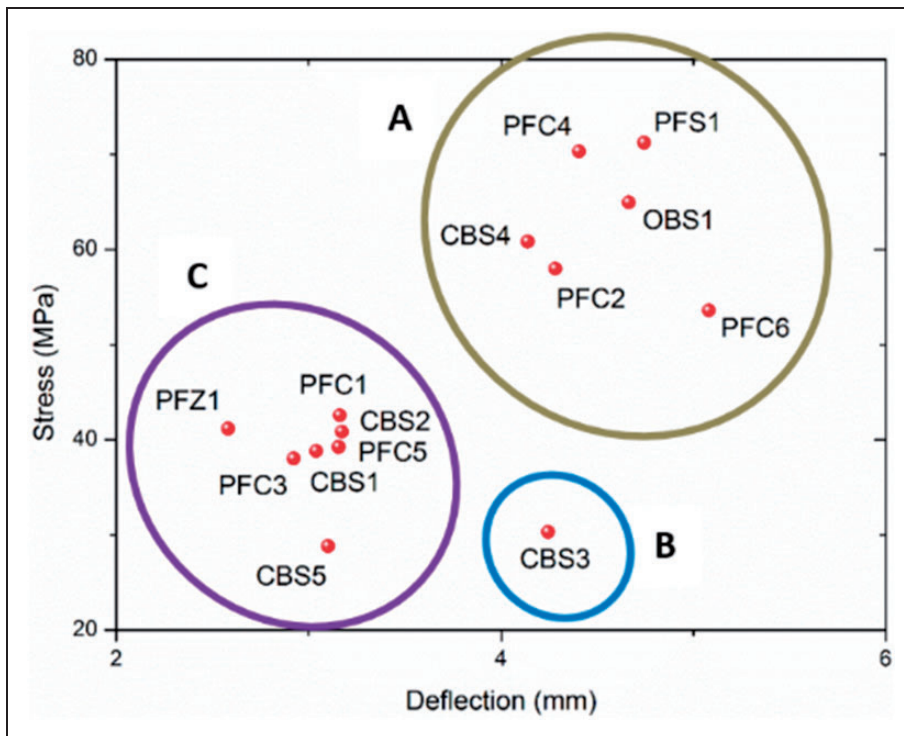 80
A
PFC4
PFS1
OBS1
CBS4
60
PFC2
C
PFC6
Stress (MPa)
PFC1
PFZ1
CBS2
40
PFC5
PFC3
CBS1
B
CBS3
CBS5
20
2
4
6
Deflection (mm)